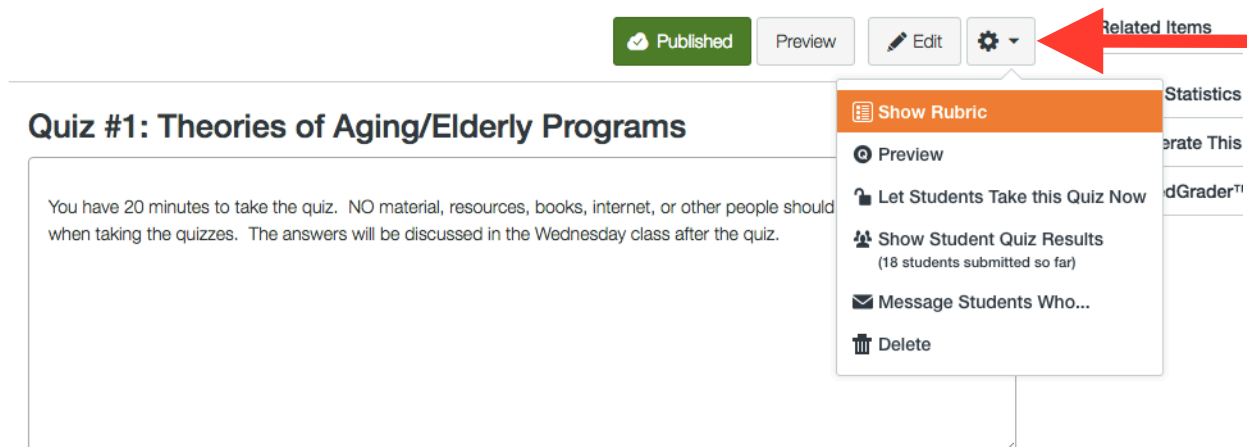 Published
Preview
Edit
Related Items
Quiz #1: Theories of Aging/Elderly Programs
You have 20 minutes to take the quiz.  NO material, resources, books, internet, or other people should
when taking the quizzes.  The answers will be discussed in the Wednesday class after the quiz.
Show Rubric
Preview
Let Students Take this Quiz Now
Show Student Quiz Results
(18 students submitted so far)
Message Students Who...
Delete
Statistics
This